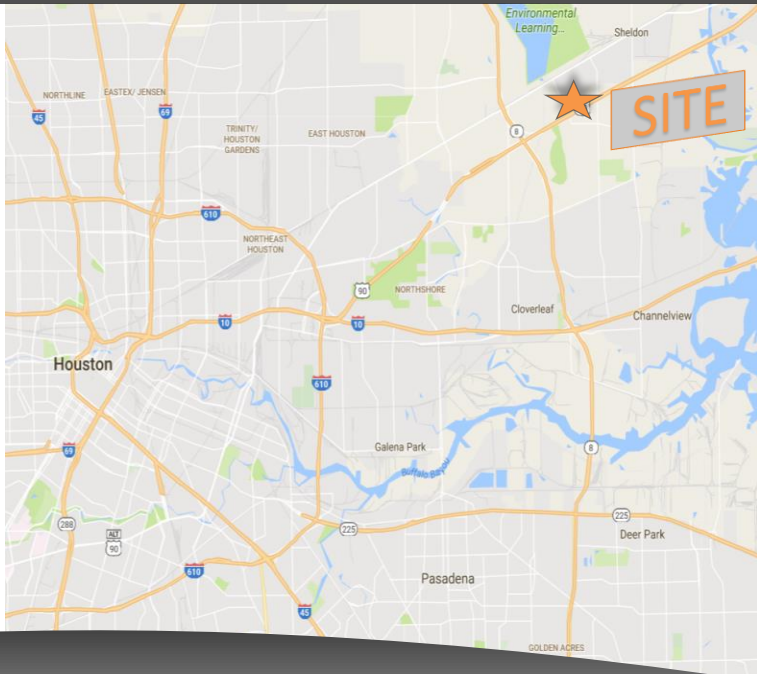 Environmental
Learning...
Sheldon
NORTHLINE
EASTEX/ JENSEN
45
69
SITE
TRINITY/
HOUSTON
GARDENS
EAST HOUSTON
8
610
NORTHEAST
HOUSTON
90
NORTHSHORE
10
10
Cloverleaf
Channelview
Houston
610
69
Galena Park
8
Buffalo Bayou
288
ALT
90
225
225
Deer Park
610
Pasadena
45
GOLDEN ACRES